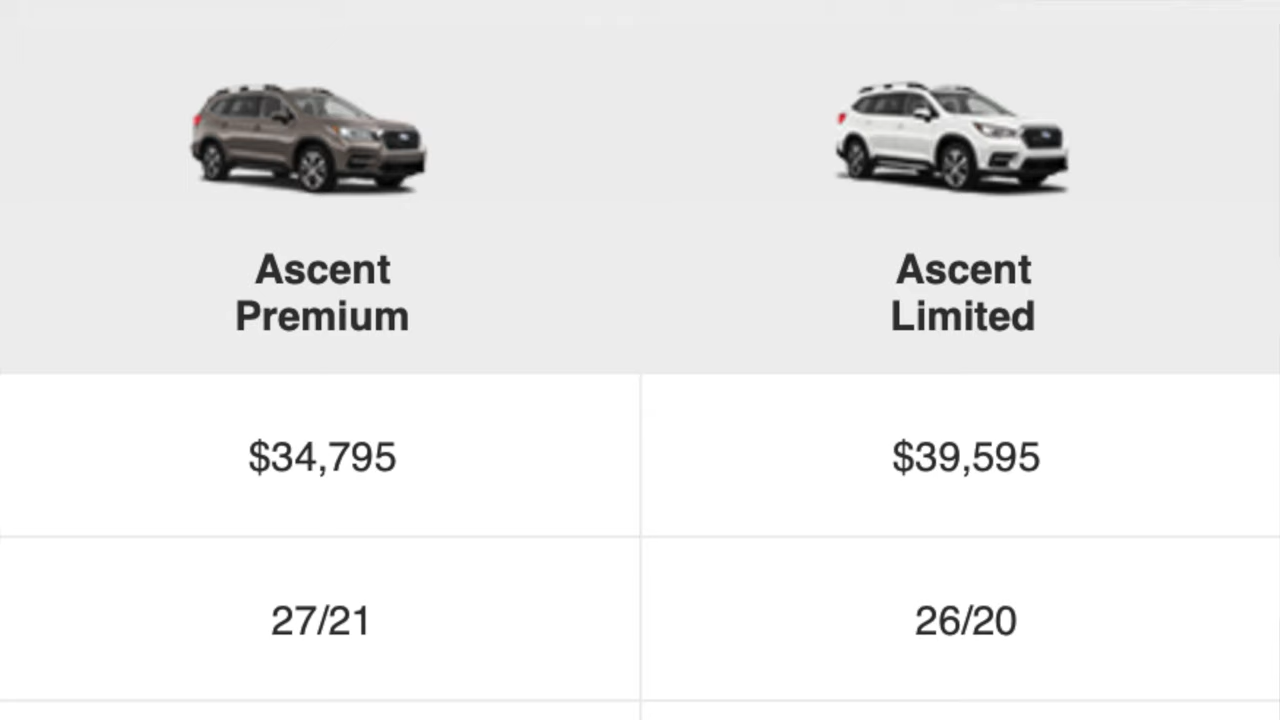 Ascent
Premium
Ascent
Limited
$34,795
$39,595
27/21
26/20